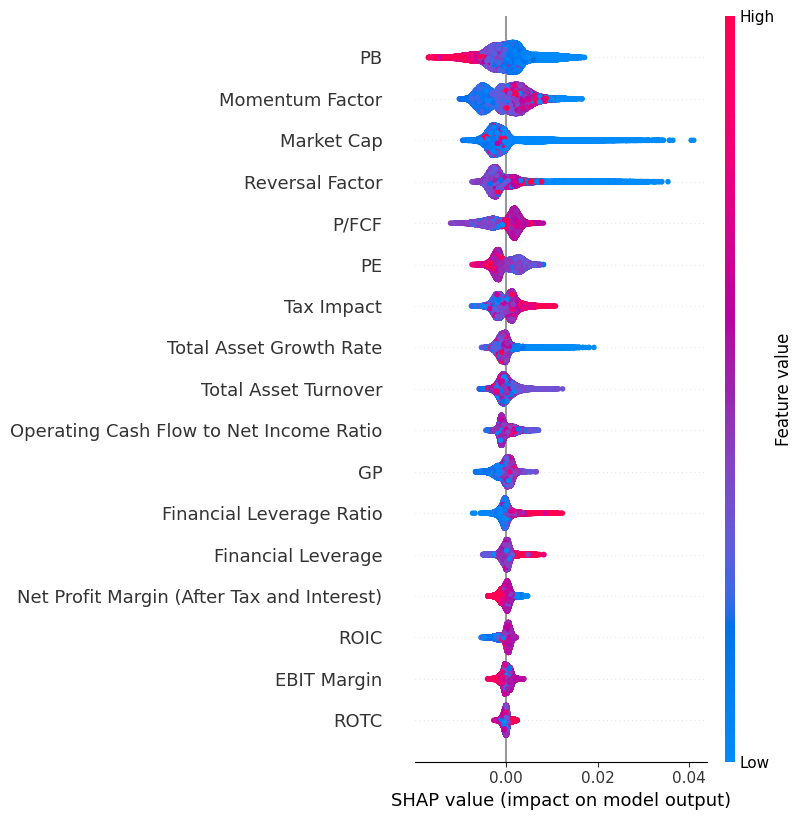 High
PB
Momentum Factor
Market Cap
Reversal Factor
P/FCF
PE
Tax Impact
Total Asset Growth Rate
Total Asset Turnover
Operating Cash Flow to Net Income Ratio
GP
Financial Leverage Ratio
Financial Leverage
Net Profit Margin (After Tax and Interest)
ROIC
EBIT Margin
ROTC
Feature value
Low
0.00 0.02 0.04
SHAP value (impact on model output)